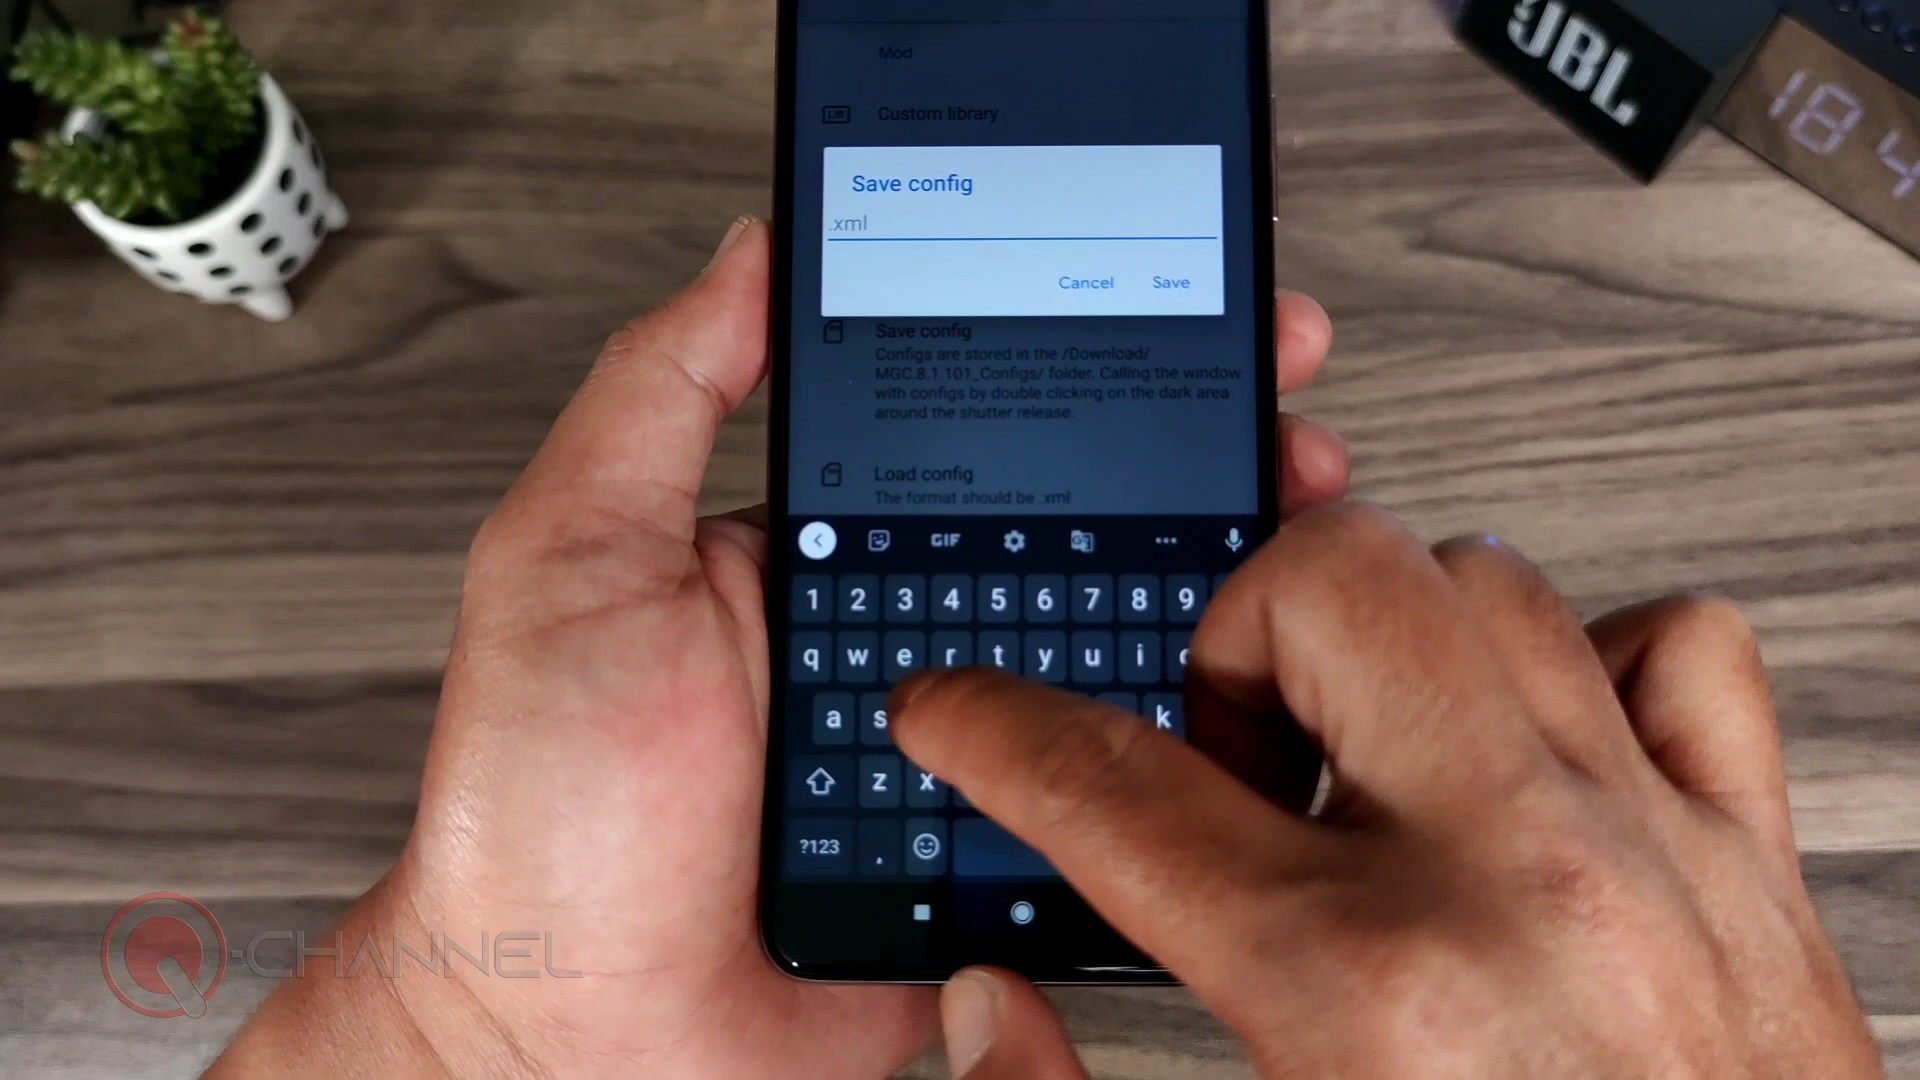 JBL
18 4
Mod
LIB
Custom library
Save config
.xml
Cancel Save
Save config
Configs are stored in the /Download/
MGC.8.1.101_Configs/ folder. Calling the window
with configs by double clicking on the dark area
around the shutter release.
Load config
The format should be .xml
GIF
1 2 3 4 5 6 7 8 9
q w e r t y u i
a s k
z x
?123 ,
Q-CHANNEL